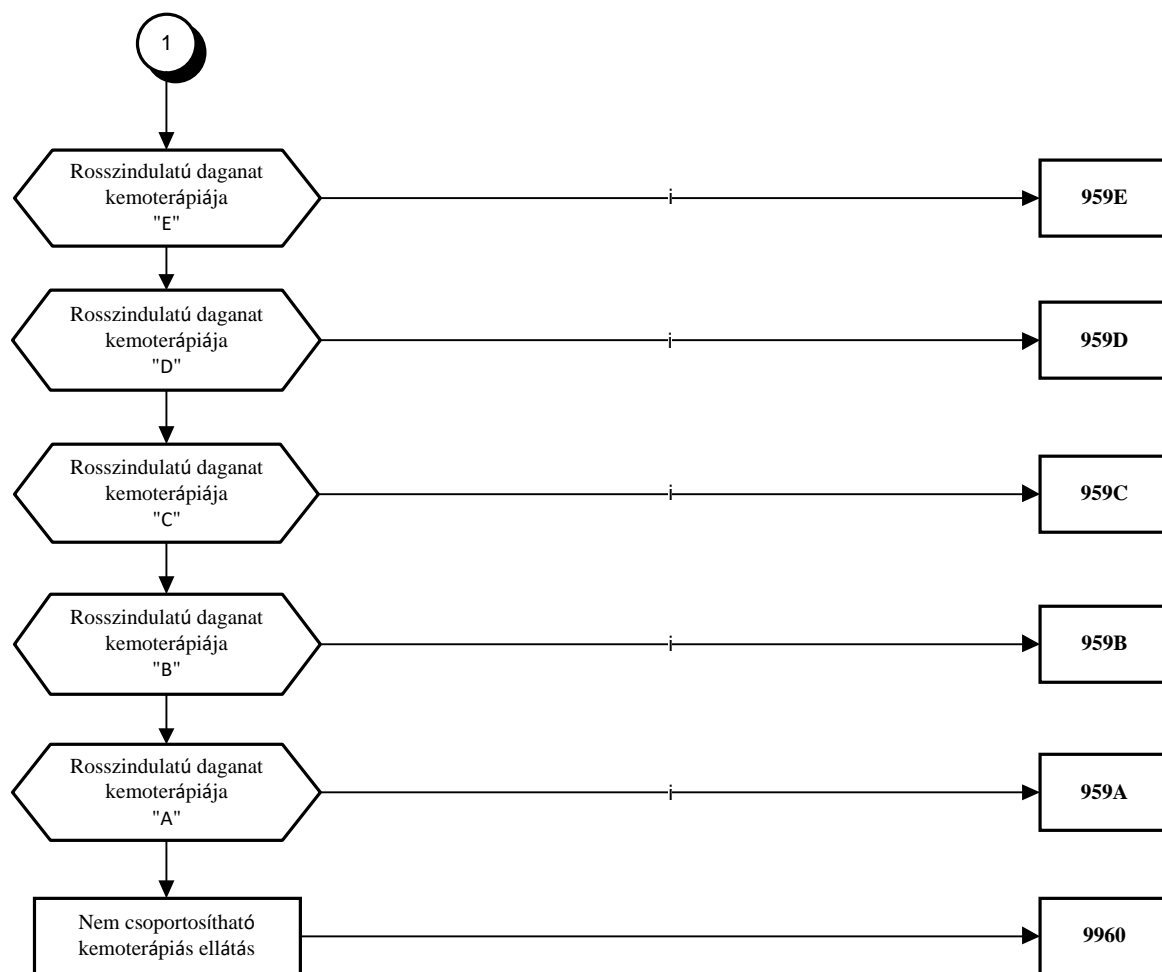 1
Rosszindulatú daganat
kemoterápiája
"E"
i
959E
Rosszindulatú daganat
kemoterápiája
"D"
i
959D
Rosszindulatú daganat
kemoterápiája
"C"
i
959C
Rosszindulatú daganat
kemoterápiája
"B"
i
959B
Rosszindulatú daganat
kemoterápiája
"A"
i
959A
Nem csoportosítható
kemoterápiás ellátás
9960